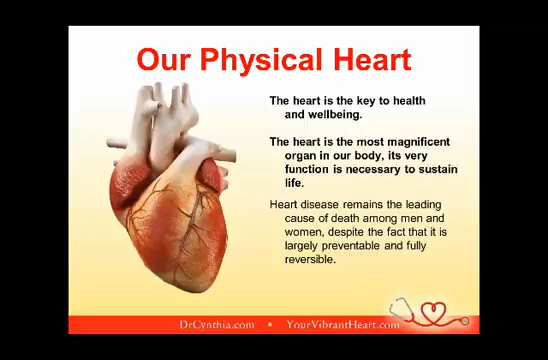 Our Physical Heart
The heart is the key to health
and wellbeing.
The heart is the most magnificent
organ in our body, its very
function is necessary to sustain
life.
Heart disease remains the leading
cause of death among men and
women, despite the fact that it is
largely preventable and fully
reversible.
DrCynthia.com • YourVibrantHeart.com